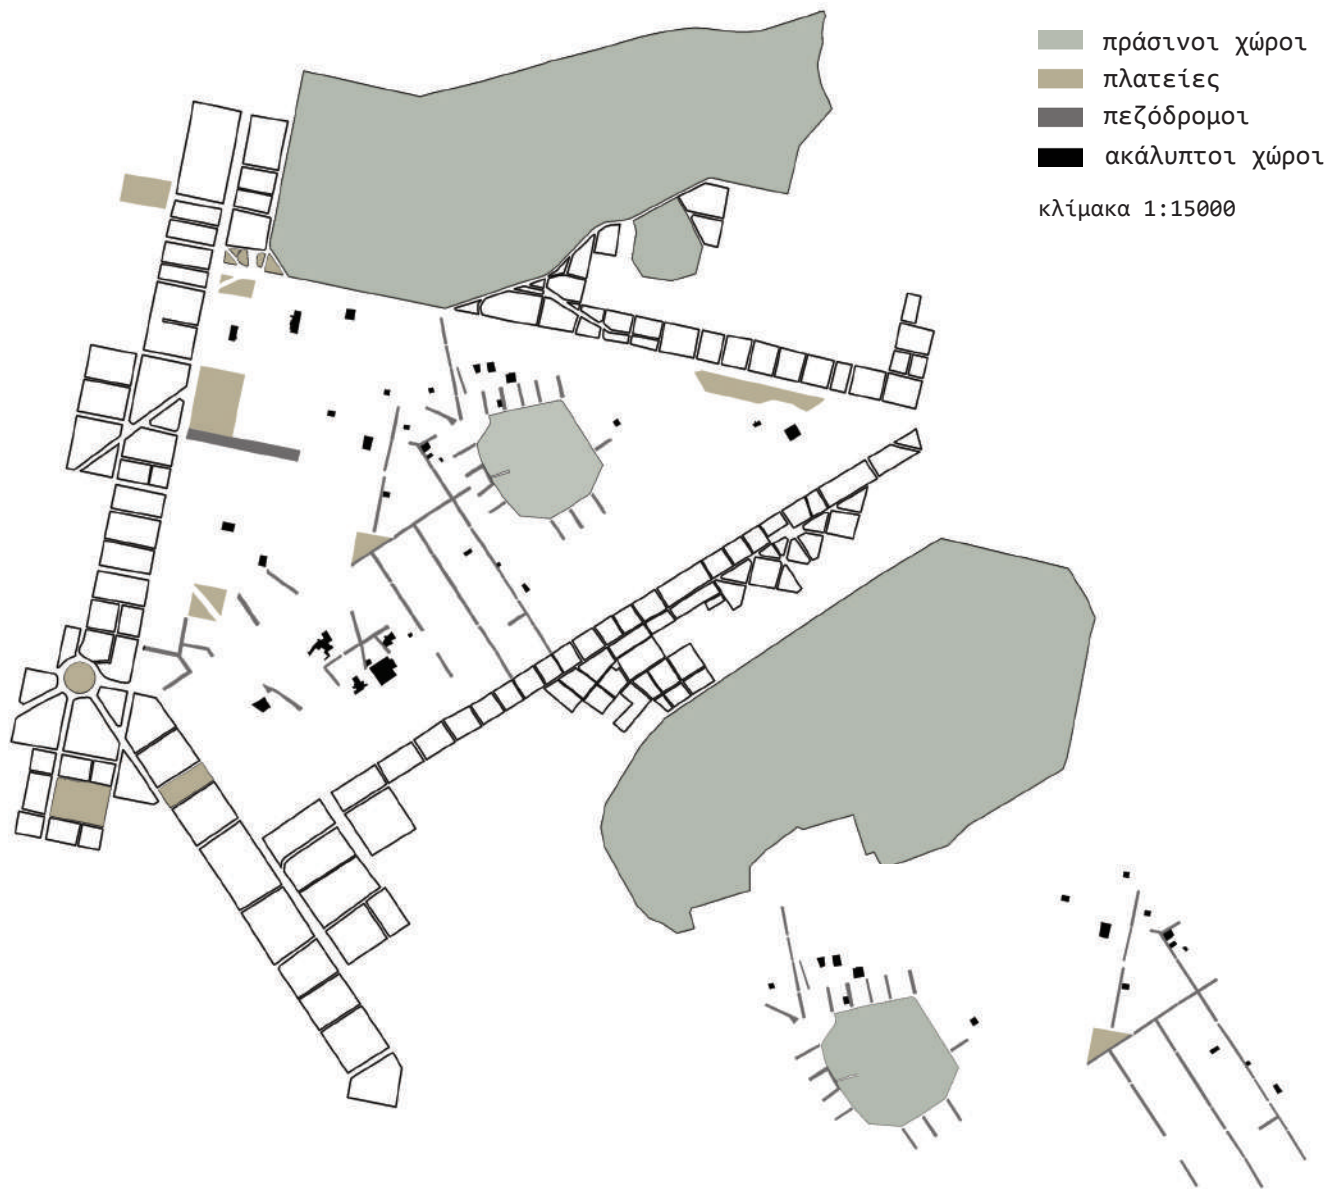 πράσινοι χώροι
πλατείες
πεζόδρομοι
ακάλυπτοι χώροι
κλίμακα 1:15000